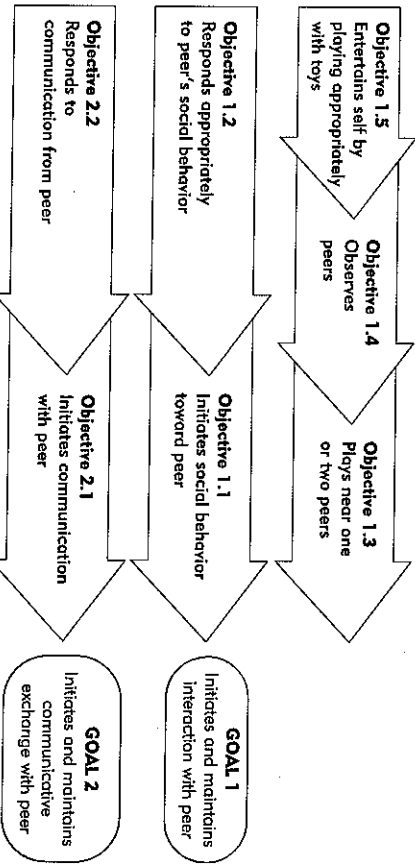 Objective 1.5
Entertains self by
playing appropriately
with toys
Objective 1.4
Observes
peers
Objective 1.3
Plays near one
or two peers
Objective 1.2
Responds appropriately
to peer's social behavior
Objective 1.1
Initiates social behavior
toward peer
GOAL 1
Initiates and maintains
interaction with peer
Objective 2.2
Responds to
communication from peer
Objective 2.1
Initiates communication
with peer
GOAL 2
Initiates and maintains
communicative
exchange with peer